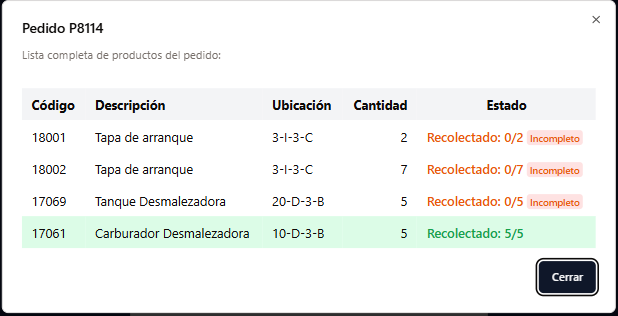 Pedido P8114
Lista completa de productos del pedido:
Código Descripción Ubicación Cantidad Estado
18001 Tapa de arranque 3-I-3-C 2 Recolectado: 0/2 Incompleto
18002 Tapa de arranque 3-I-3-C 7 Recolectado: 0/7 Incompleto
17069 Tanque Desmalezadora 20-D-3-B 5 Recolectado: 0/5 Incompleto
17061 Carburador Desmalezadora 10-D-3-B 5 Recolectado: 5/5
Cerrar